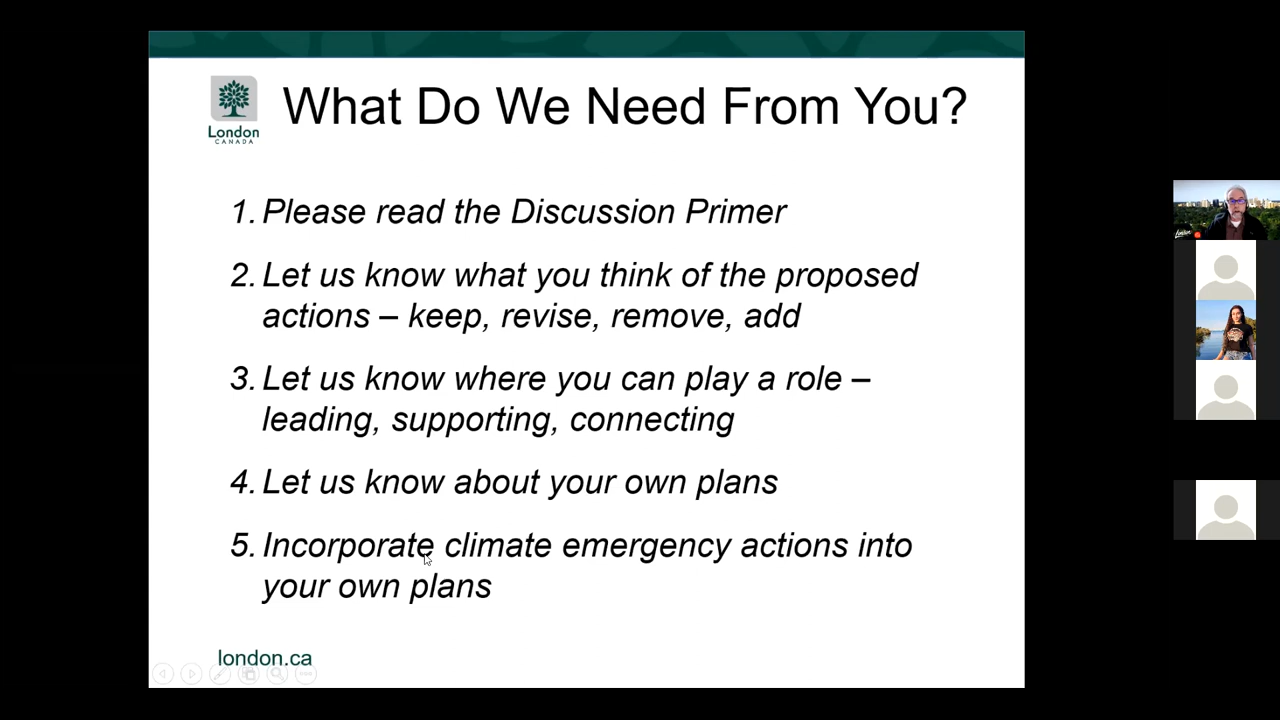 What Do We Need From You?
London
CANADA
1. Please read the Discussion Primer
2. Let us know what you think of the proposed
actions – keep, revise, remove, add
3. Let us know where you can play a role –
leading, supporting, connecting
4. Let us know about your own plans
5. Incorporate climate emergency actions into
your own plans
london.ca
London